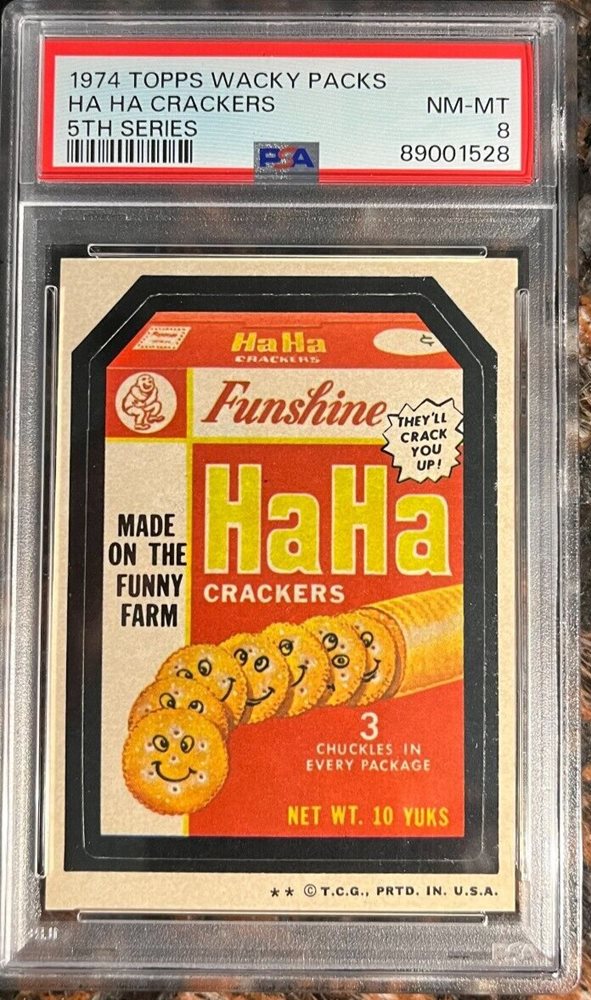 1974 TOPPS WACKY PACKS
HA HA CRACKERS
NM-MT
5TH SERIES
8
PSA
89001528
HaHa
CRACKERS
Funshine
THEY'LL
CRACK
YOU
UP!
HaHa
CRACKERS
MADE
ON THE
FUNNY
FARM
3
CHUCKLES IN
EVERY PACKAGE
NET WT. 10 YUKS
** © T.C.G., PRTD. IN. U.S.A.
PSA